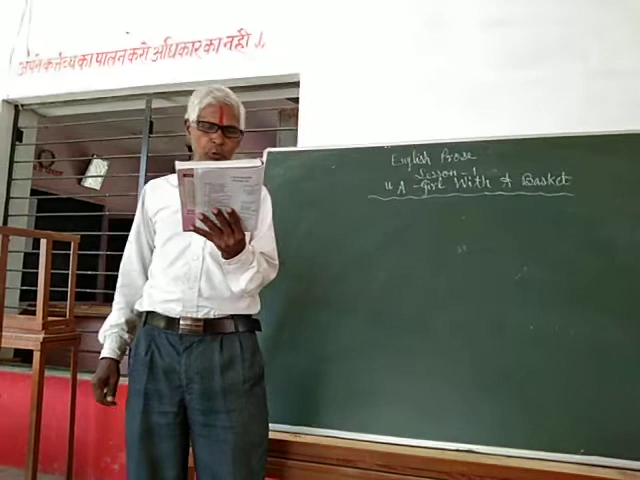 अपने कर्त्तव्य का पालन करो अधिकार का नही ।
English Prose
Lesson - 1
" A - Girl With A Basket